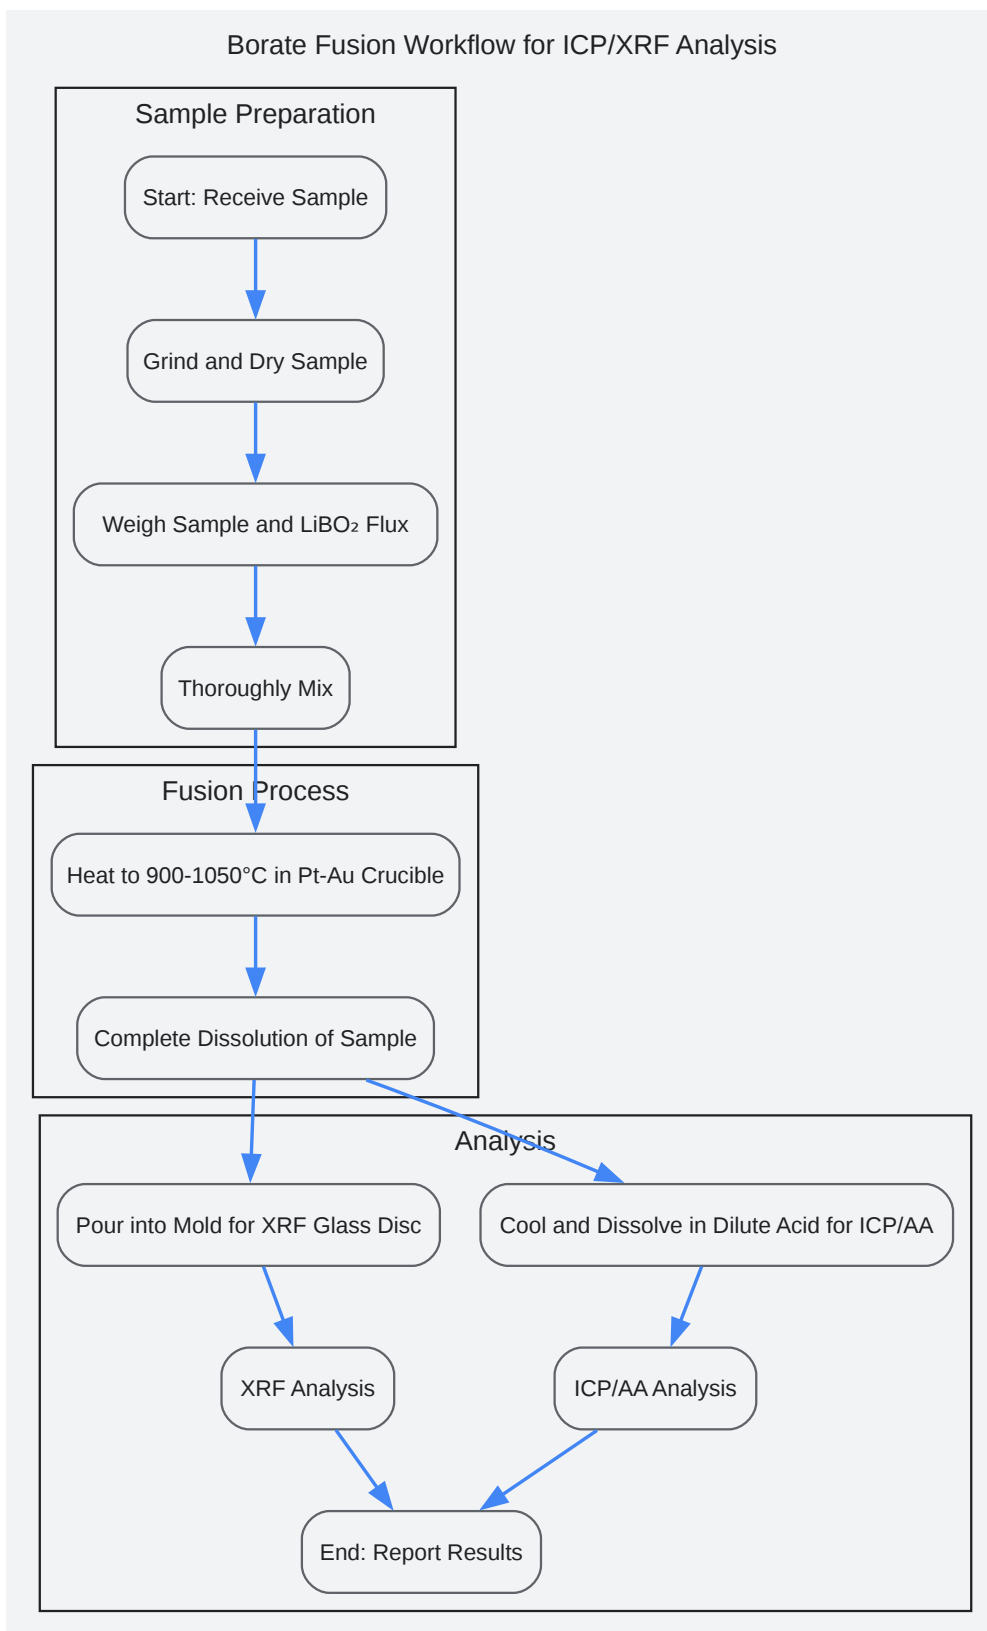 Borate Fusion Workflow for ICP/XRF Analysis
Sample Preparation
Start: Receive Sample
Grind and Dry Sample
Weigh Sample and LiBO₂ Flux
Thoroughly Mix
Fusion Process
Heat to 900-1050°C in Pt-Au Crucible
Complete Dissolution of Sample
Analysis
Pour into Mold for XRF Glass Disc
Cool and Dissolve in Dilute Acid for ICP/AA
XRF Analysis
ICP/AA Analysis
End: Report Results